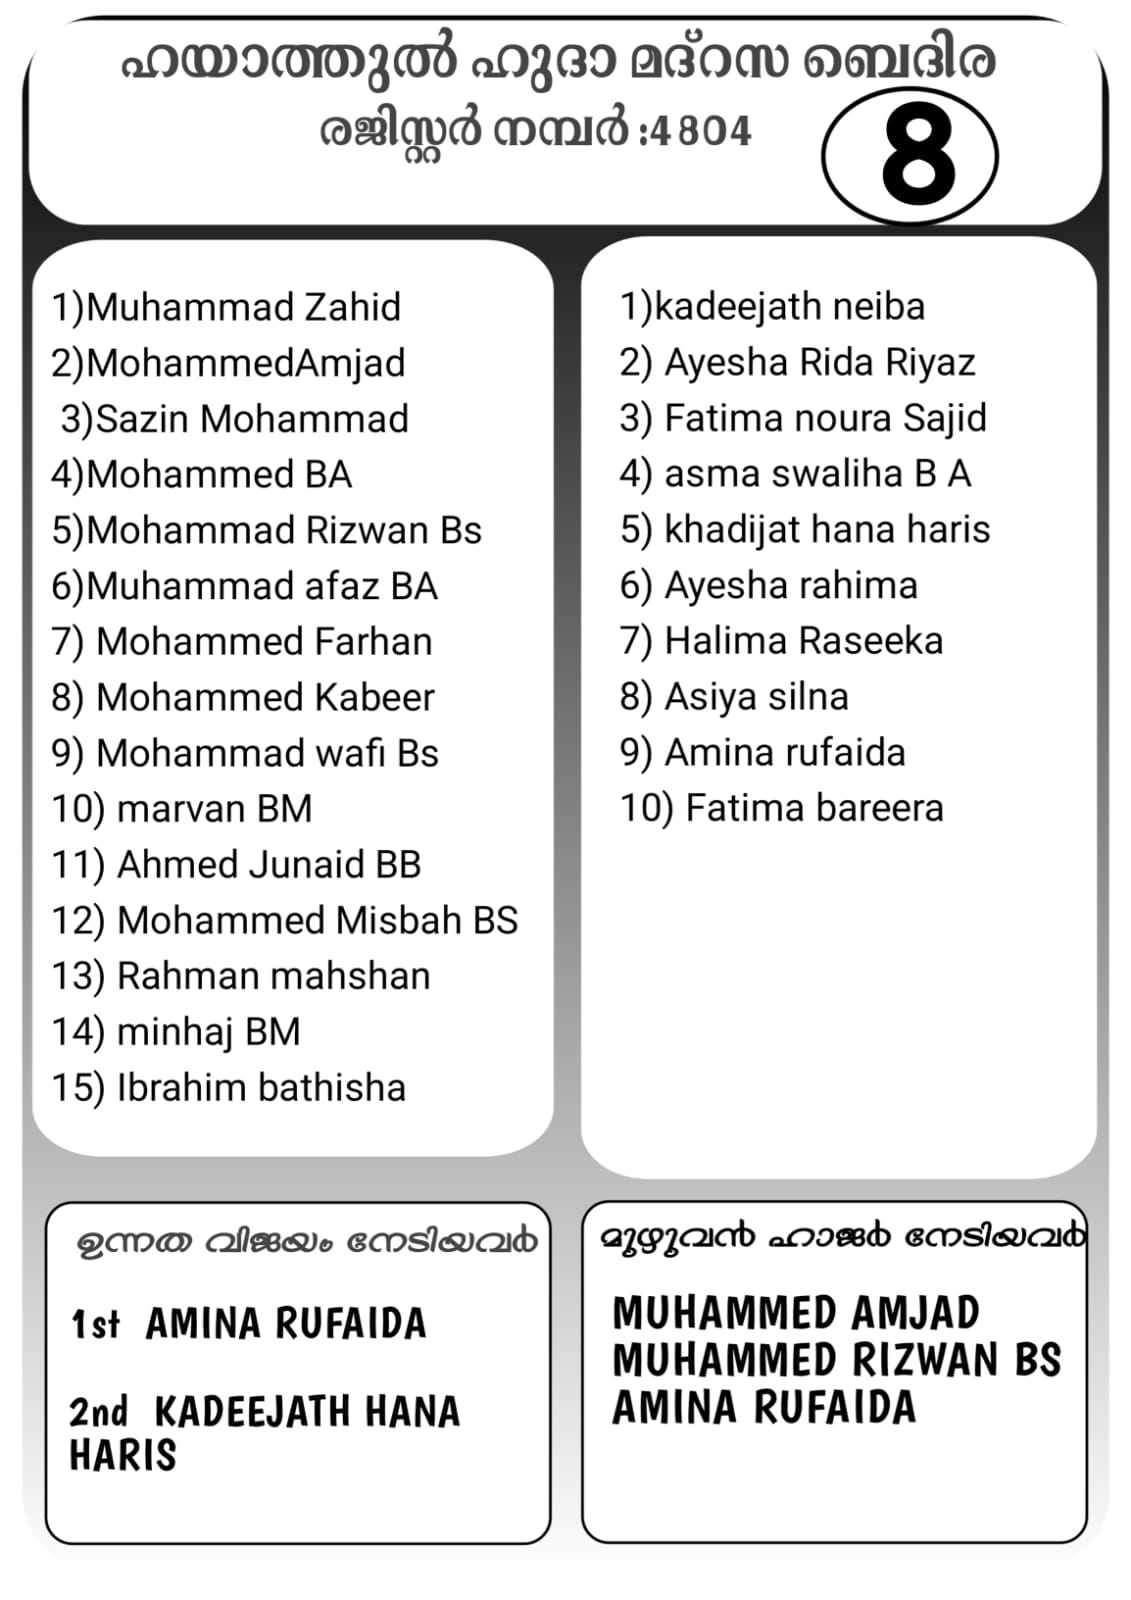 ഹയാത്തുൽ ഹുദാ മദ്റസ ബെദിര
രജിസ്റ്റർ നമ്പർ :4804
8
1)Muhammad Zahid
2)MohammedAmjad
3)Sazin Mohammad
4)Mohammed BA
5)Mohammad Rizwan Bs
6)Muhammad afaz BA
7) Mohammed Farhan
8) Mohammed Kabeer
9) Mohammad wafi Bs
10) marvan BM
11) Ahmed Junaid BB
12) Mohammed Misbah BS
13) Rahman mahshan
14) minhaj BM
15) Ibrahim bathisha
1)kadeejath neiba
2) Ayesha Rida Riyaz
3) Fatima noura Sajid
4) asma swaliha B A
5) khadijat hana haris
6) Ayesha rahima
7) Halima Raseeka
8) Asiya silna
9) Amina rufaida
10) Fatima bareera
ഉന്നത വിജയം നേടിയവർ
1st AMINA RUFAIDA
2nd KADEEJATH HANA
HARIS
മുഴുവൻ ഹാജർ നേടിയവർ
MUHAMMED AMJAD
MUHAMMED RIZWAN BS
AMINA RUFAIDA